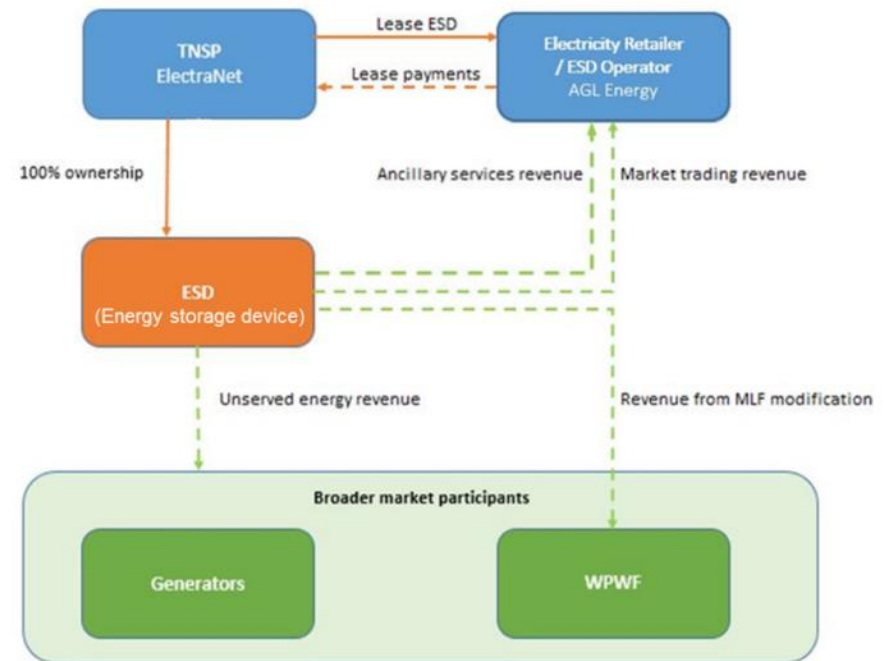 Lease ESD
TNSP
ElectraNet
Electricity Retailer
/ ESD Operator
AGL Energy
Lease payments
100% ownership
Ancillary services revenue
Market trading revenue
ESD
(Energy storage device)
Unserved energy revenue
Revenue from MLF modification
Broader market participants
Generators
WPWF